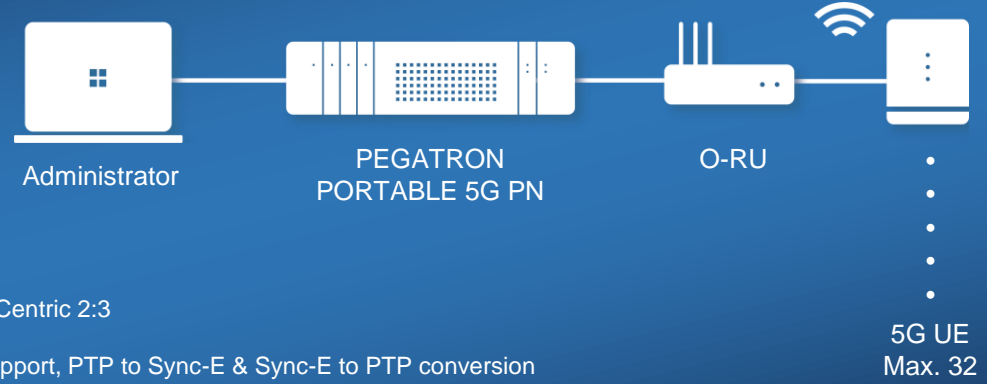 Administrator
PEGATRON
PORTABLE 5G PN
O-RU
Centric 2:3
5G UE
Max. 32
PTP to Sync-E & Sync-E to PTP conversion